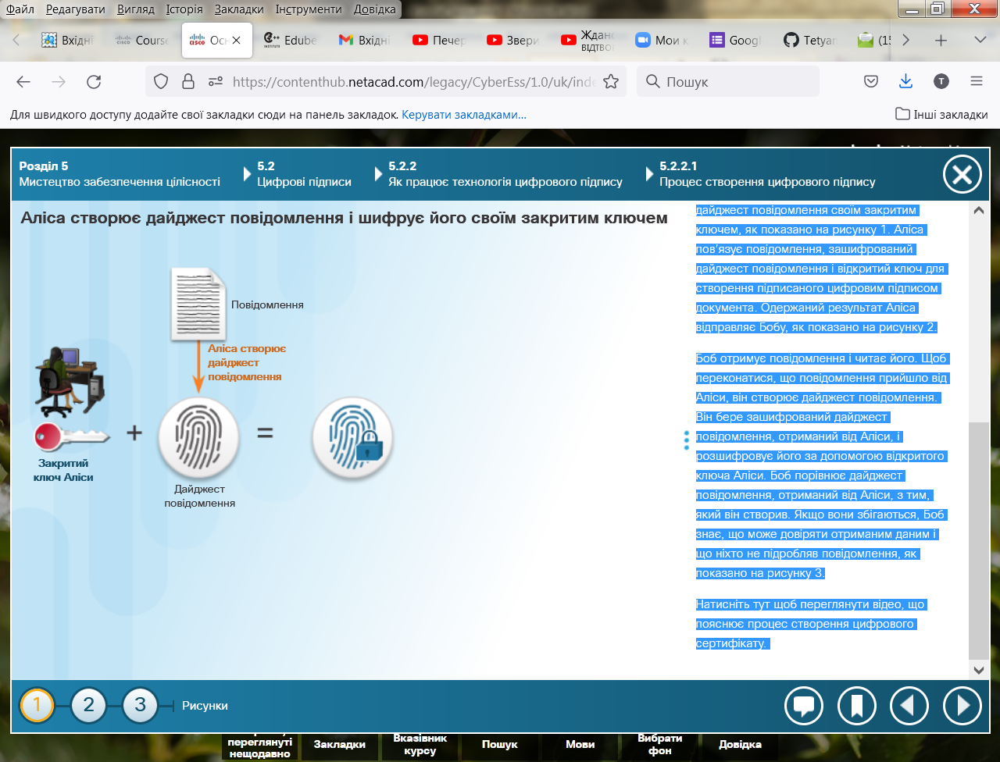 Файл Редагувати Вигляд Історія Закладки Інструменти Довідка
Вхідні Course Осн Edube Вхідні Печер Звери Жданс Мои к Googl Tetyan (15
ВІДТВО
https://contenthub.netacad.com/legacy/CyberEss/1.0/uk/inde Пошук
Для швидкого доступу додайте свої закладки сюди на панель закладок. Керувати закладками... Інші закладки
Розділ 5
Мистецтво забезпечення цілісності
5.2
Цифрові підписи
5.2.2
Як працює технологія цифрового підпису
5.2.2.1
Процес створення цифрового підпису
Аліса створює дайджест повідомлення і шифрує його своїм закритим ключем
Повідомлення
Аліса створює
дайджест
повідомлення
+
=
Закритий
ключ Аліси
Дайджест
повідомлення
дайджест повідомлення своїм закритим
ключем, як показано на рисунку 1. Аліса
пов'язує повідомлення, зашифрований
дайджест повідомлення і відкритий ключ для
створення підписаного цифровим підписом
документа. Одержаний результат Аліса
відправляє Бобу, як показано на рисунку 2.
Боб отримує повідомлення і читає його. Щоб
переконатися, що повідомлення прийшло від
Аліси, він створює дайджест повідомлення.
Він бере зашифрований дайджест
повідомлення, отриманий від Аліси, і
розшифровує його за допомогою відкритого
ключа Аліси. Боб порівнює дайджест
повідомлення, отриманий від Аліси, з тим,
який він створив. Якщо вони збігаються, Боб
знає, що може довіряти отриманим даним і
що ніхто не підробляв повідомлення, як
показано на рисунку 3.
Натисніть тут щоб переглянути відео, що
пояснює процес створення цифрового
сертифікату.
1 2 3 Рисунки
переглянуті
нещодавно
Закладки
Вказівник
курсу
Пошук
Мови
Вибрати
фон
Довідка